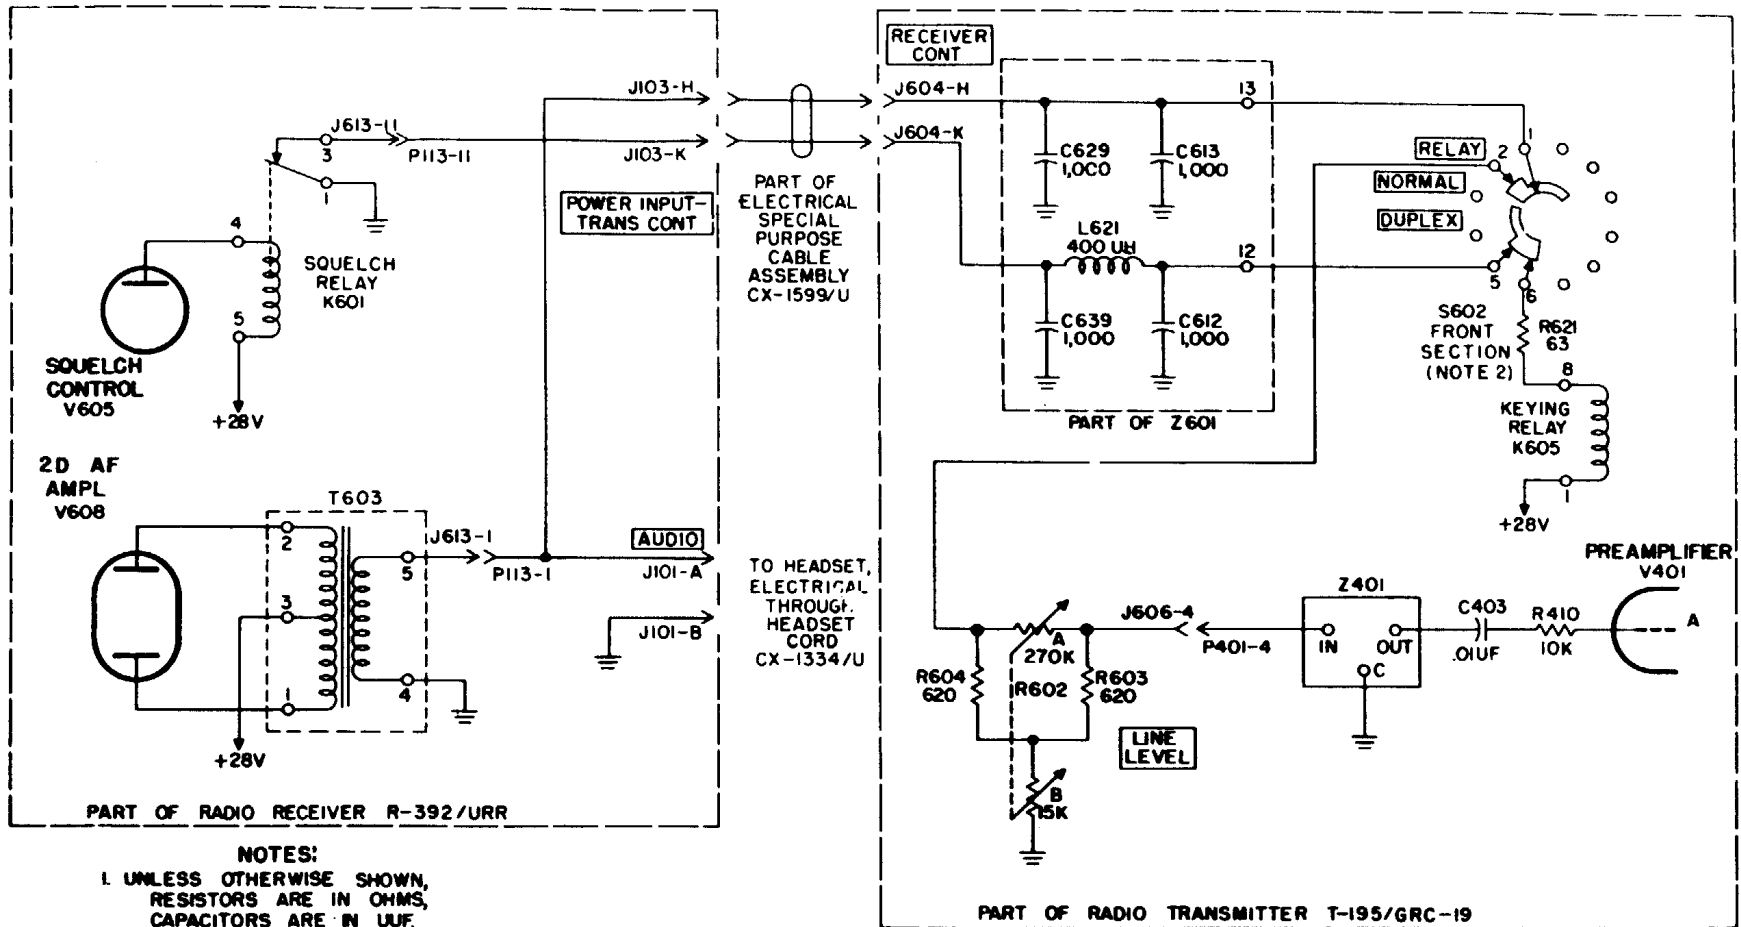 RECEIVER
CONT
J103-H
J604-H
13
J613-11
3
P113-11
J103-K
J604-K
C629
1,000
C613
1,000
RELAY
2
1
NORMAL
DUPLEX
1
POWER INPUT-
TRANS CONT
PART OF
ELECTRICAL
SPECIAL
PURPOSE
CABLE
ASSEMBLY
CX-1599/U
4
SQUELCH
RELAY
K601
5
L621
400 UH
12
5
6
C639
1,000
C612
1,000
S602
FRONT
SECTION
(NOTE 2)
R621
63
8
SQUELCH
CONTROL
V605
+28V
PART OF Z601
KEYING
RELAY
K605
1
+28V
2D AF
AMPL
V608
T603
2
J613-1
5
P113-1
AUDIO
J101-A
3
J101-B
1
4
+28V
TO HEADSET,
ELECTRICAL
THROUGH
HEADSET
CORD
CX-1334/U
PREAMPLIFIER
V401
A
J606-4
P401-4
Z401
IN
OUT
C
C403
.01UF
R410
10K
A
270K
R604
620
R602
R603
620
LINE
LEVEL
B
15K
PART OF RADIO RECEIVER R-392/URR
NOTES:
1. UNLESS OTHERWISE SHOWN,
RESISTORS ARE IN OHMS,
CAPACITORS ARE IN UUF.
PART OF RADIO TRANSMITTER T-195/GRC-19